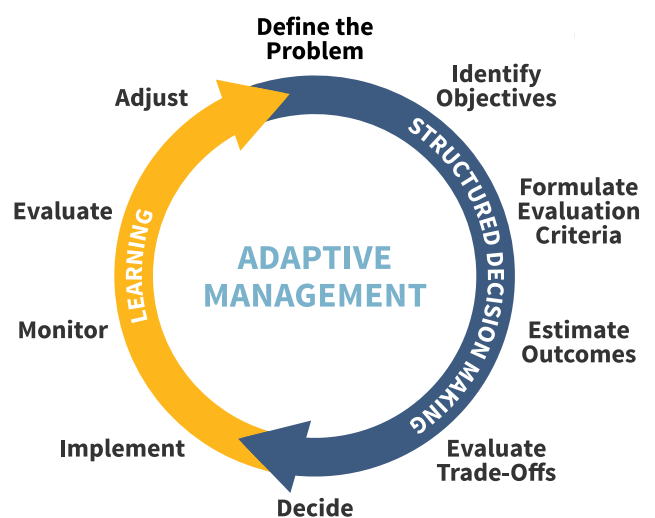 Define the
Problem
Identify
Objectives
Formulate
Evaluation
Criteria
Estimate
Outcomes
Evaluate
Trade-Offs
Decide
Implement
Monitor
Evaluate
Adjust
STRUCTURED DECISION MAKING
LEARNING
ADAPTIVE
MANAGEMENT